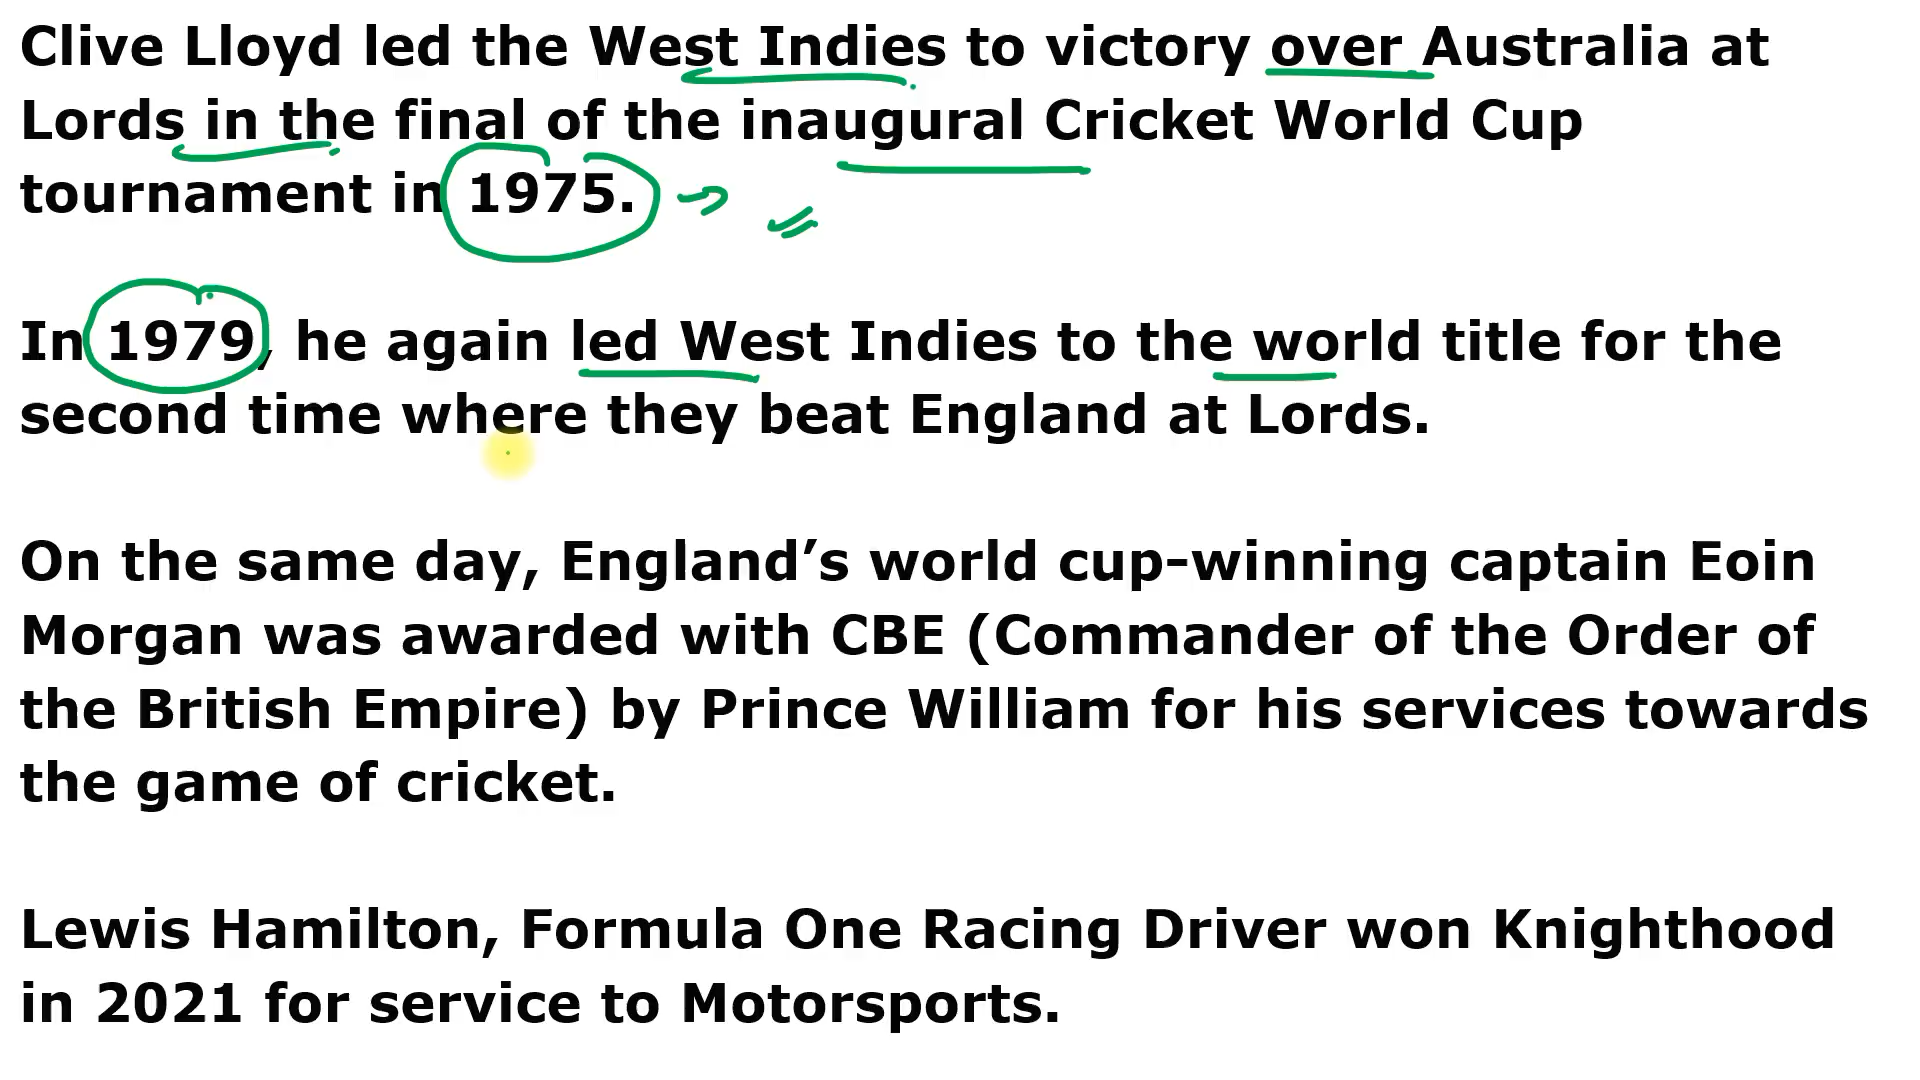 Clive Lloyd led the West Indies to victory over Australia at
Lords in the final of the inaugural Cricket World Cup
tournament in 1975.
In 1979, he again led West Indies to the world title for the
second time where they beat England at Lords.
On the same day, England’s world cup-winning captain Eoin
Morgan was awarded with CBE (Commander of the Order of
the British Empire) by Prince William for his services towards
the game of cricket.
Lewis Hamilton, Formula One Racing Driver won Knighthood
in 2021 for service to Motorsports.